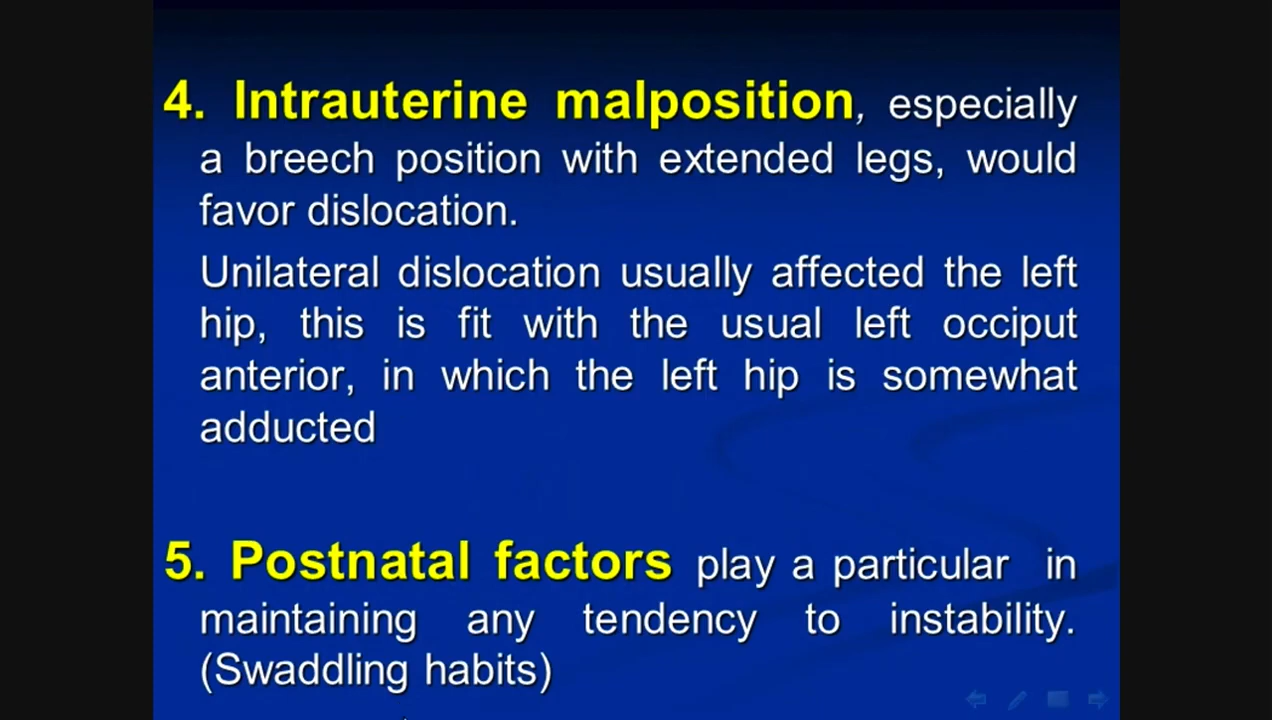 4. Intrauterine malposition, especially
a breech position with extended legs, would
favor dislocation.
Unilateral dislocation usually affected the left
hip, this is fit with the usual left occiput
anterior, in which the left hip is somewhat
adducted
5. Postnatal factors play a particular in
maintaining any tendency to instability.
(Swaddling habits)